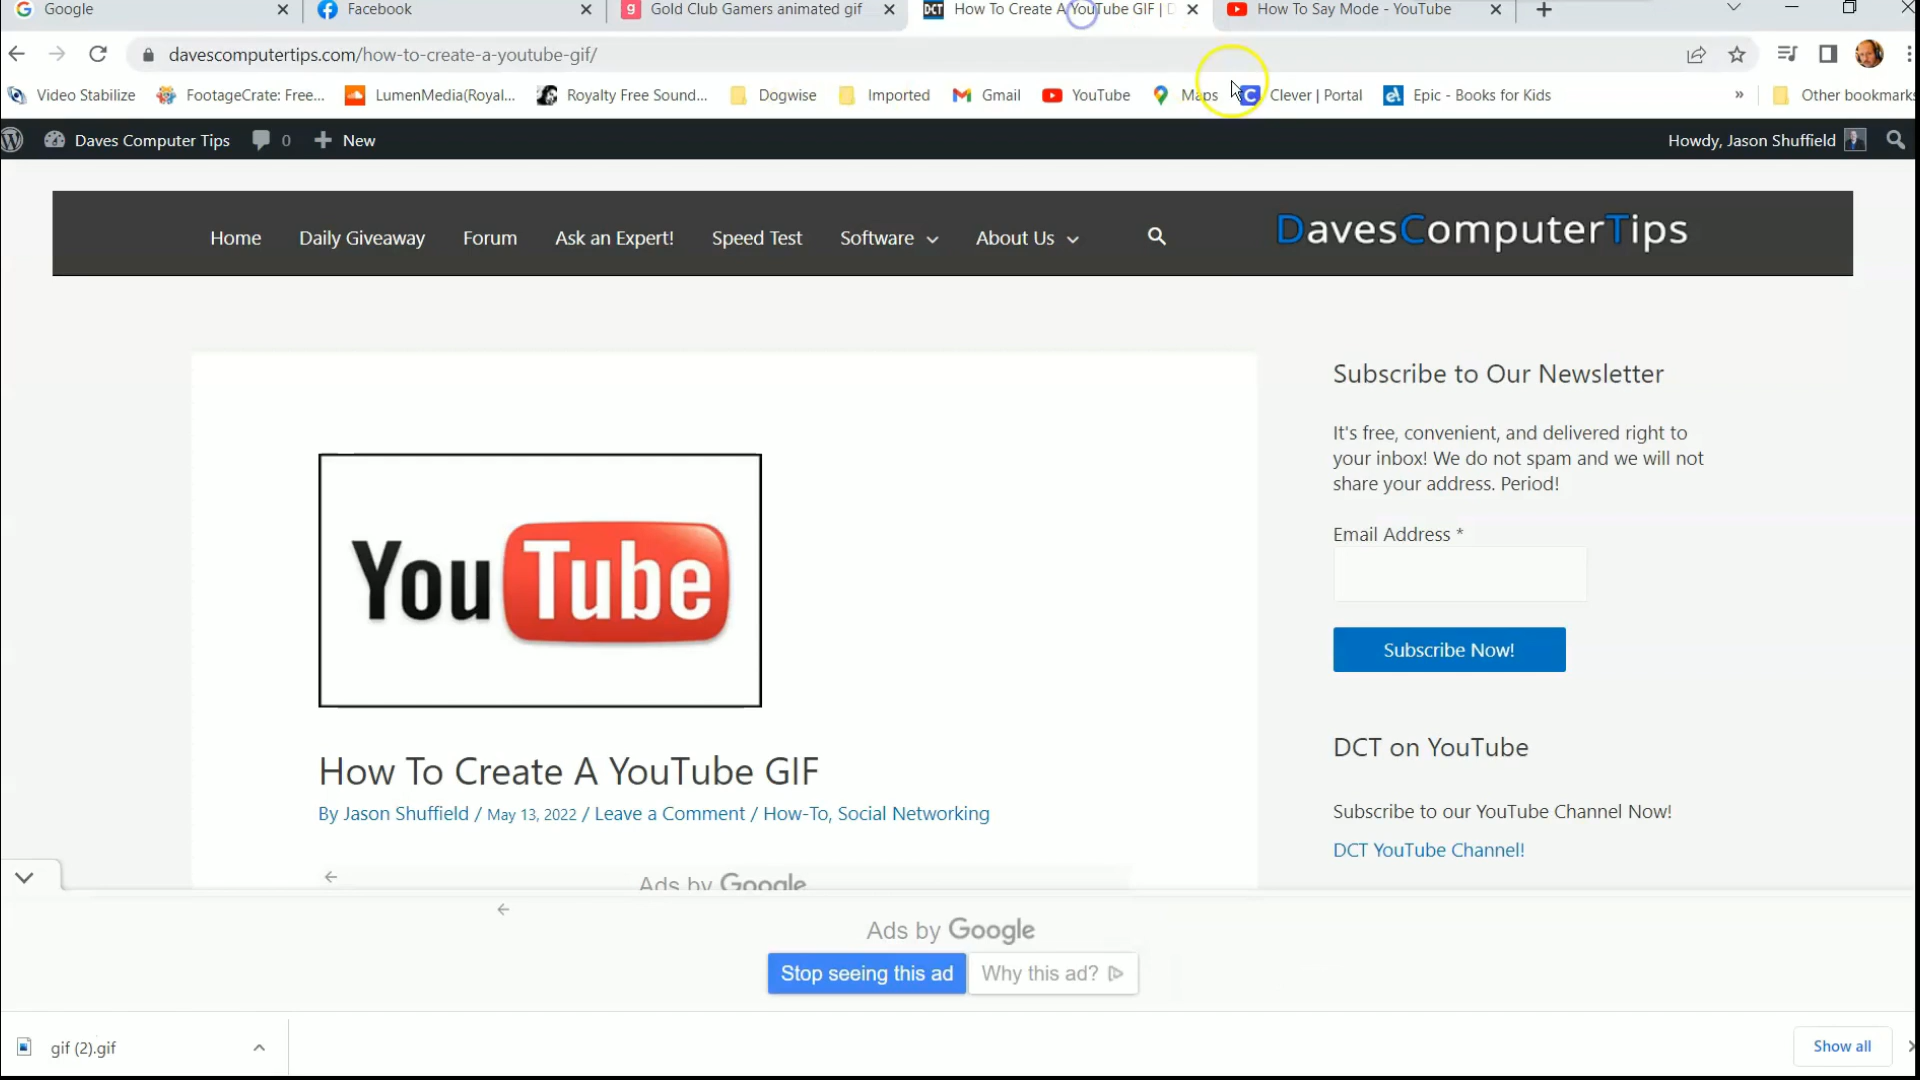 Google
Facebook
Gold Club Gamers animated gif
How To Create A YouTube GIF |
How To Say Mode - YouTube
davescomputertips.com/how-to-create-a-youtube-gif/
Video Stabilize
FootageCrate: Free...
LumenMedia(Royal...
Royalty Free Sound...
Dogwise
Imported
Gmail
YouTube
Maps
Clever | Portal
Epic - Books for Kids
»
Other bookmarks
Daves Computer Tips
0
New
Howdy, Jason Shuffield
Home
Daily Giveaway
Forum
Ask an Expert!
Speed Test
Software
About Us
DavesComputerTips
YouTube
How To Create A YouTube GIF
By Jason Shuffield / May 13, 2022 / Leave a Comment / How-To, Social Networking
Ads by Google
Subscribe to Our Newsletter
It's free, convenient, and delivered right to
your inbox! We do not spam and we will not
share your address. Period!
Email Address *
Subscribe Now!
DCT on YouTube
Subscribe to our YouTube Channel Now!
DCT YouTube Channel!
Ads by Google
Stop seeing this ad
Why this ad?
gif (2).gif
Show all